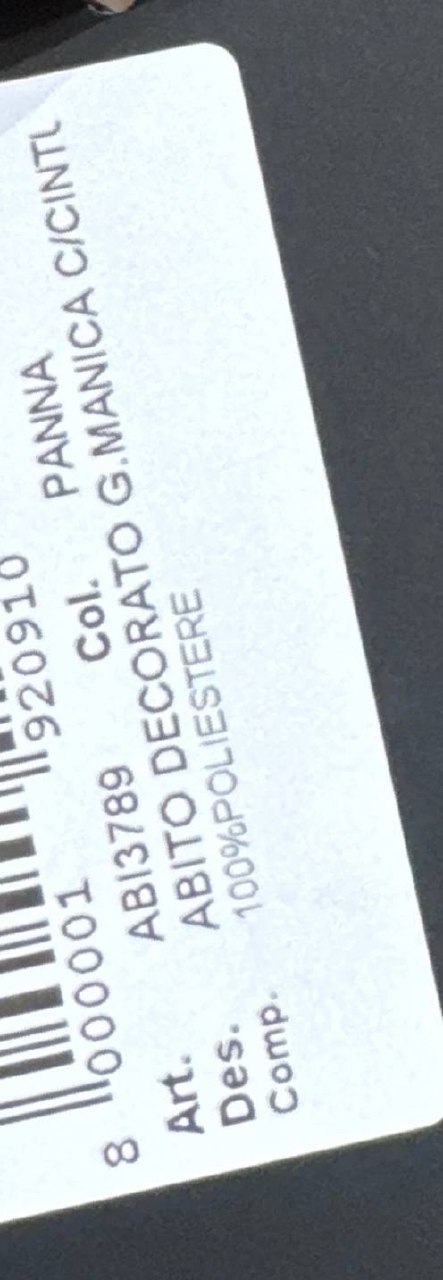 8 000001 920910
Art. ABI3789 Col. PANNA
Des. ABITO DECORATO G.MANICA C/CINTL
Comp. 100%POLIESTERE